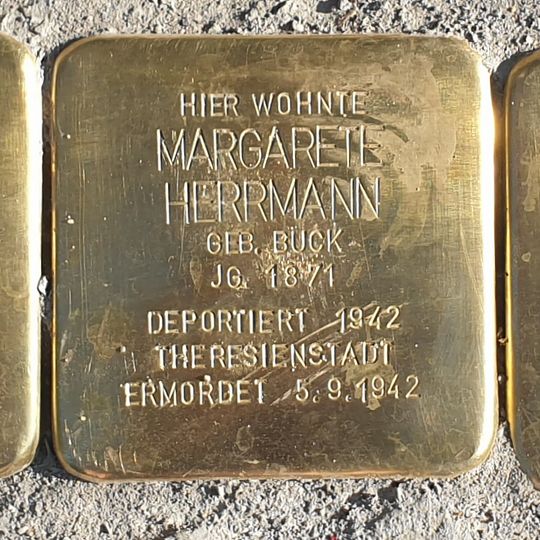 HIER WOHNTE
MARGARETE
HERRMANN
GEB. BUCK
JG. 1871
DEPORTIERT 1942
THERESIENSTADT
ERMORDET 5.9.1942